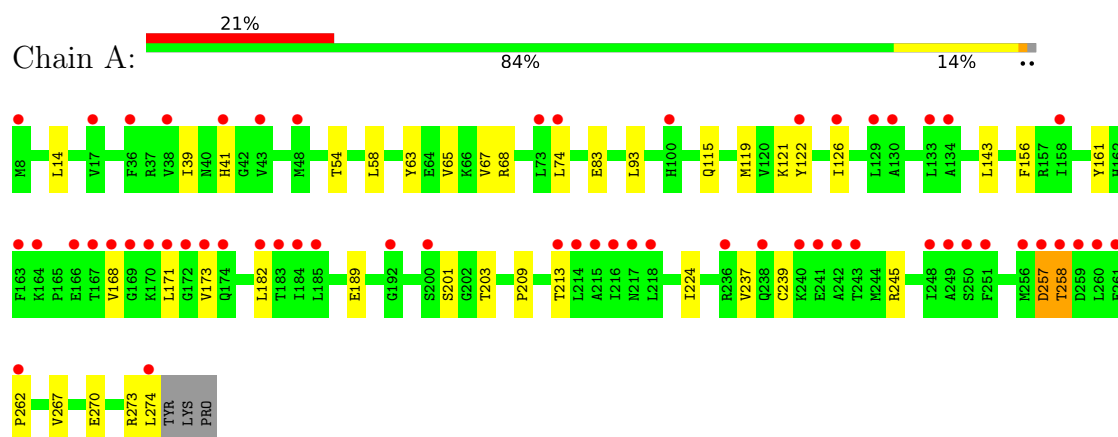 21%
Chain A:
84% 14% ••
M8 L14 V17 F36 R37 V38 I39 N40 H41 G42 V43 M48 T54 L58 Y63 E64 V65 K66 V67 R68 L73 L74 E83 L93 H100 Q115 M119 V120 K121 Y122 I126 L129 A130 L133 A134 L143 F156 R157 I158 Y161 H162
F163 K164 P165 E166 T167 V168 G169 K170 L171 G172 V173 Q174 L182 T183 I184 L185 E189 G192 S200 S201 G202 T203 P209 T213 L214 A215 I216 N217 L218 I224 R236 V237 Q238 C239 K240 E241 A242 T243 M244 R245 I248 A249 S250 F251 M256 D257 T258 D259 L260 E261
P262 V267 E270 R273 L274 TYR LYS PRO